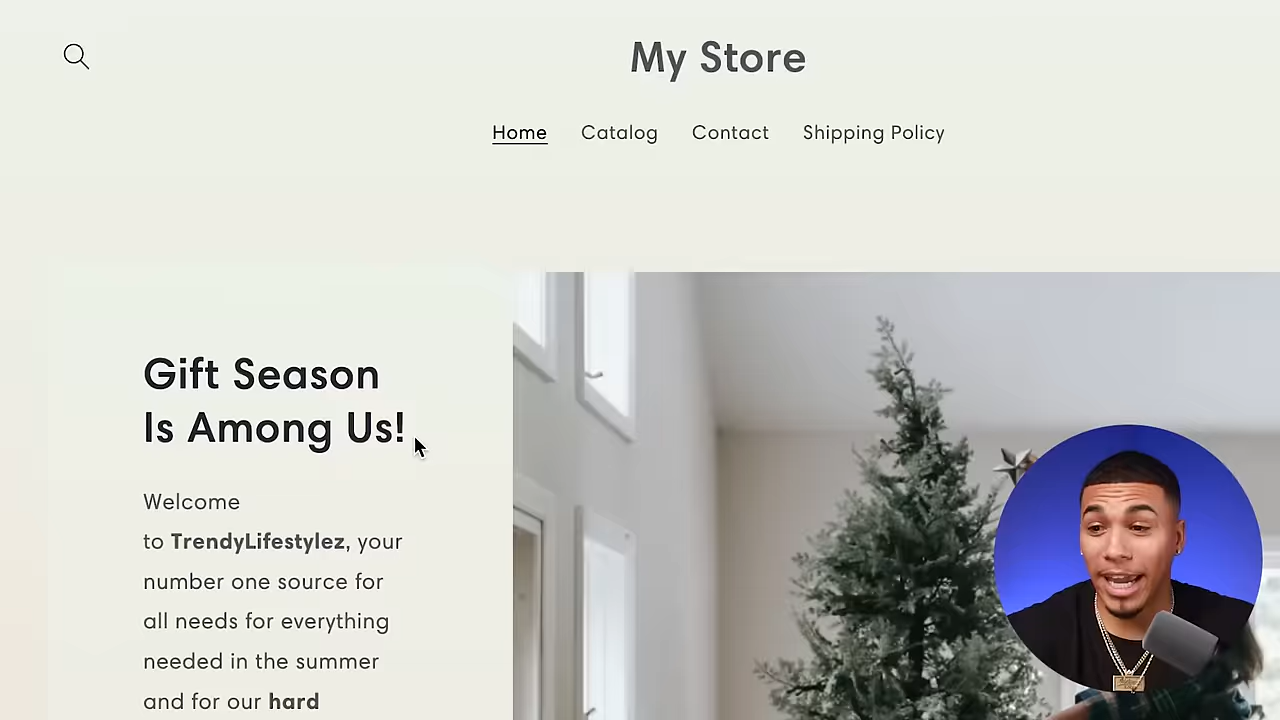 My Store
Home Catalog Contact Shipping Policy
Gift Season
Is Among Us!
Welcome
to TrendyLifestylez, your
number one source for
all needs for everything
needed in the summer
and for our hard